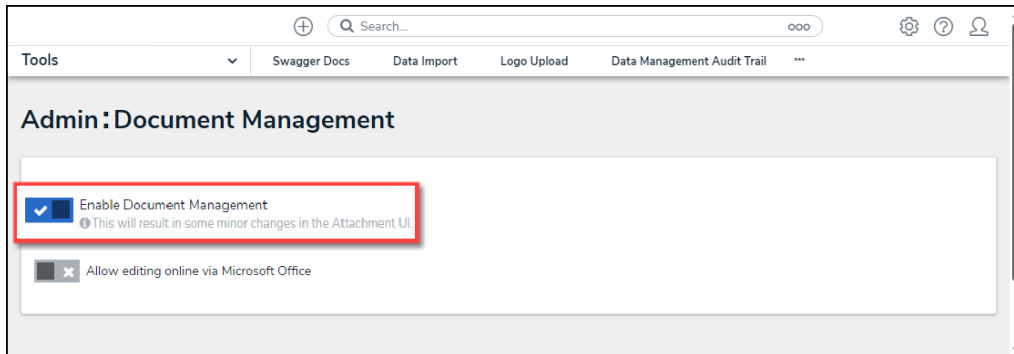 Search...
Tools
Swagger Docs
Data Import
Logo Upload
Data Management Audit Trail
Admin:Document Management
Enable Document Management
This will result in some minor changes in the Attachment UI.
Allow editing online via Microsoft Office